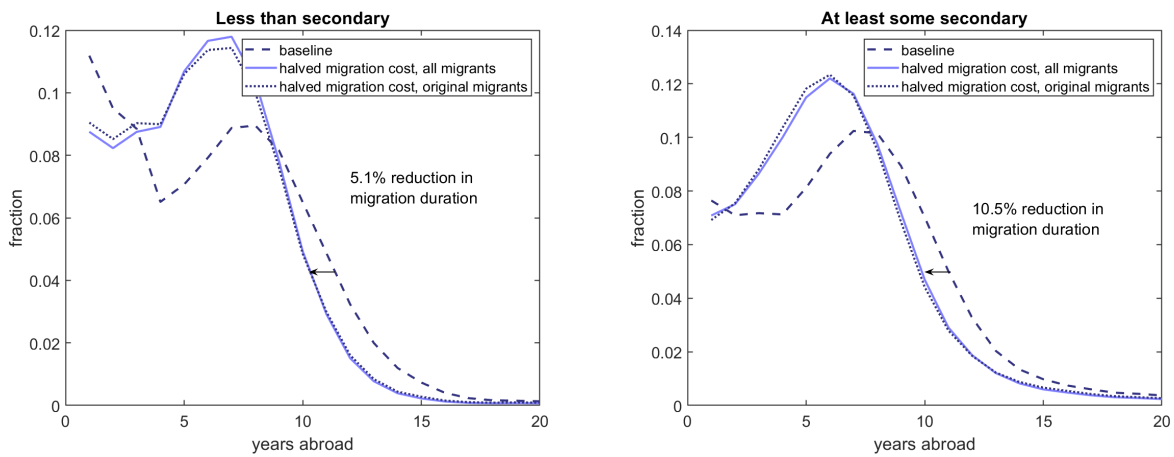 Less than secondary
0.12
0.1
0.08
0.06
0.04
0.02
0
fraction
baseline
halved migration cost, all migrants
halved migration cost, original migrants
5.1% reduction in
migration duration
0
5
10
15
20
years abroad
At least some secondary
0.14
0.12
0.1
0.08
0.06
0.04
0.02
0
fraction
baseline
halved migration cost, all migrants
halved migration cost, original migrants
10.5% reduction in
migration duration
0
5
10
15
20
years abroad